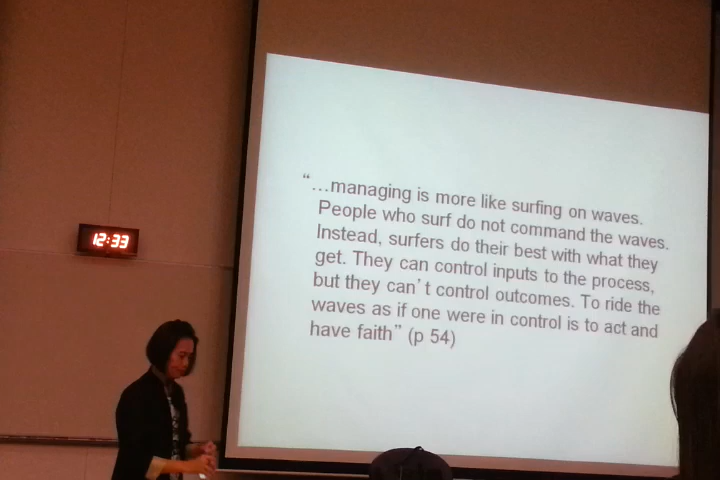 12:33
“...managing is more like surfing on waves.
People who surf do not command the waves.
Instead, surfers do their best with what they
get. They can control inputs to the process,
but they can't control outcomes. To ride the
waves as if one were in control is to act and
have faith” (p 54)